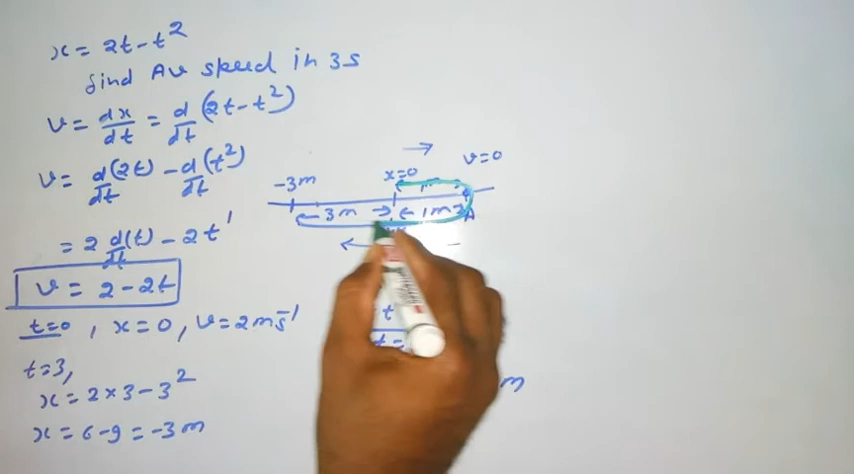 x = 2t - t²
find Av speed in 3s
v = dx/dt = d/dt (2t - t²)
v = d(2t)/dt - d(t²)/dt
= 2 d(t)/dt - 2t¹
v = 2 - 2t
t=0, x=0, v=2ms⁻¹
t=3,
x = 2×3 - 3²
x = 6 - 9 = -3m
→
x=0 v=0
-3m
← 3m → ← 1m → A
←
t
t =
m